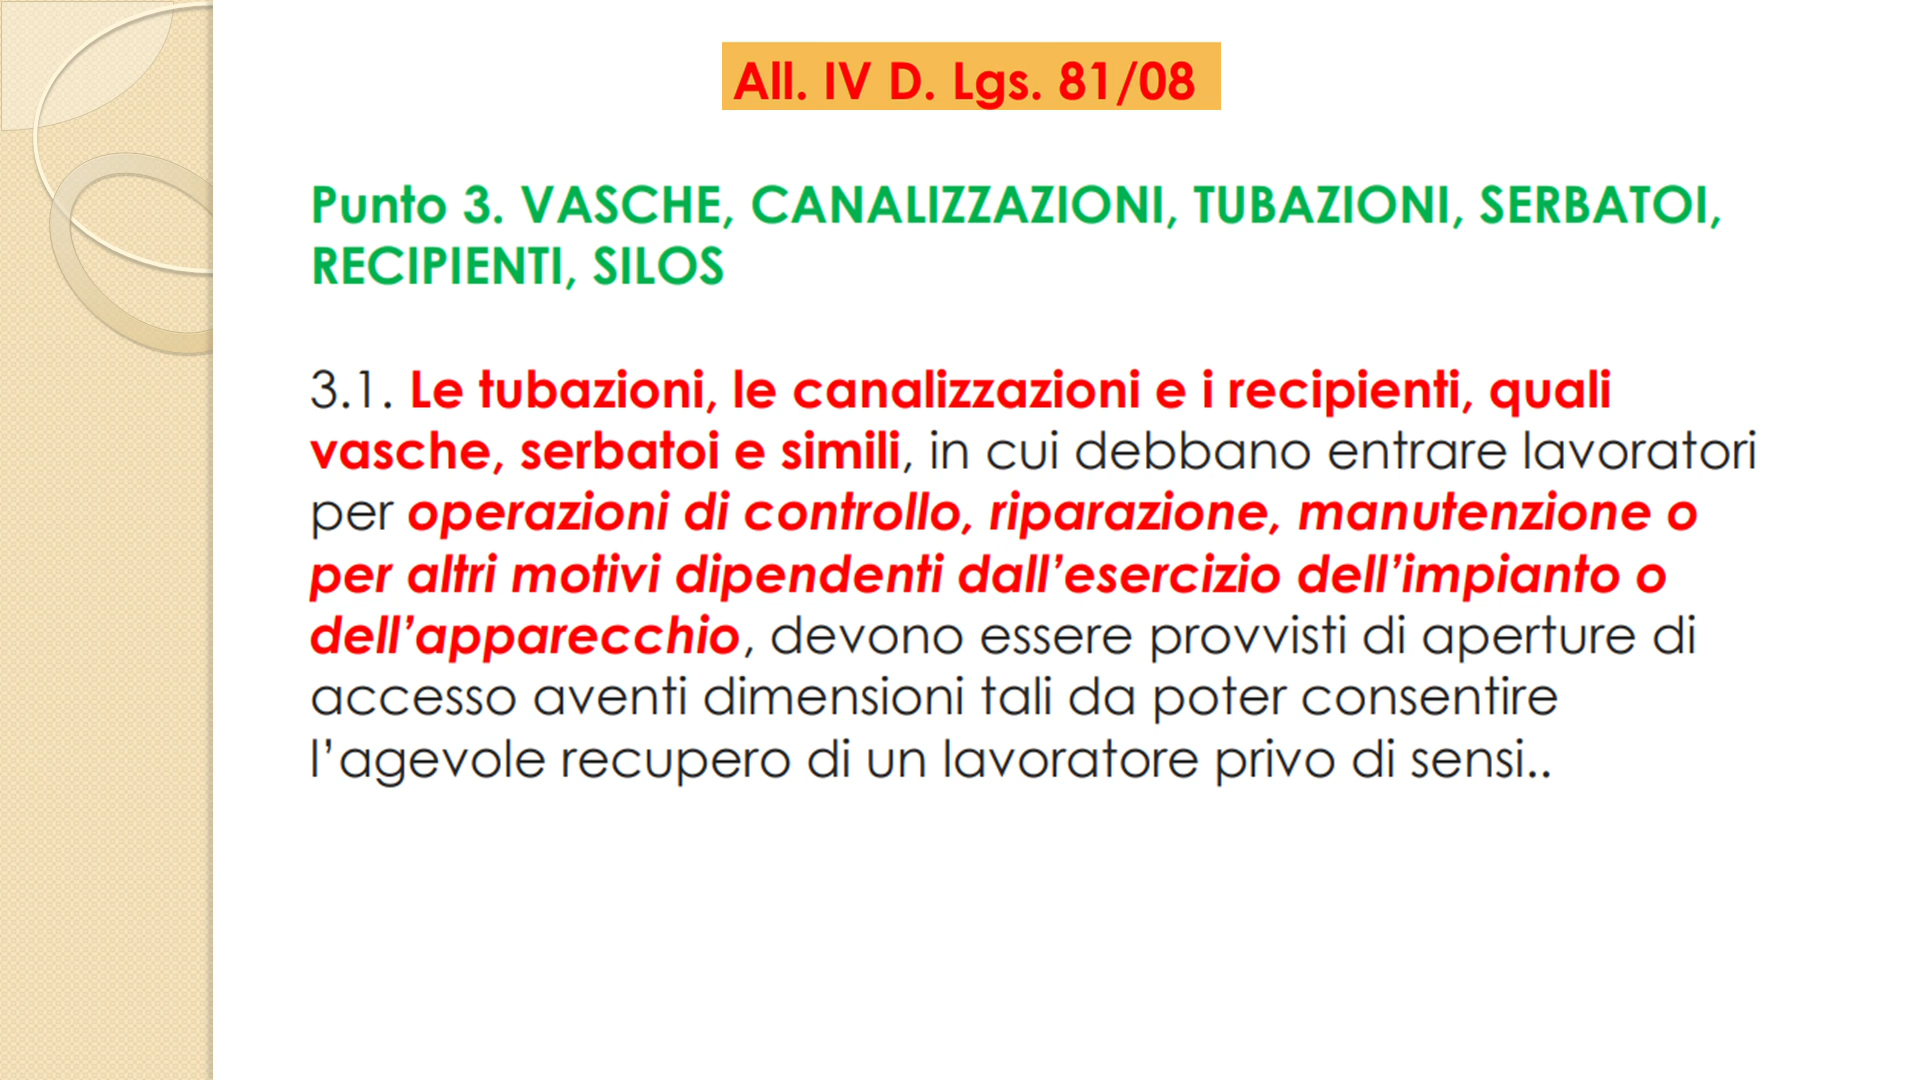 All. IV D. Lgs. 81/08
Punto 3. VASCHE, CANALIZZAZIONI, TUBAZIONI, SERBATOI,
RECIPIENTI, SILOS
3.1. Le tubazioni, le canalizzazioni e i recipienti, quali
vasche, serbatoi e simili, in cui debbano entrare lavoratori
per operazioni di controllo, riparazione, manutenzione o
per altri motivi dipendenti dall’esercizio dell’impianto o
dell’apparecchio, devono essere provvisti di aperture di
accesso aventi dimensioni tali da poter consentire
l’agevole recupero di un lavoratore privo di sensi..